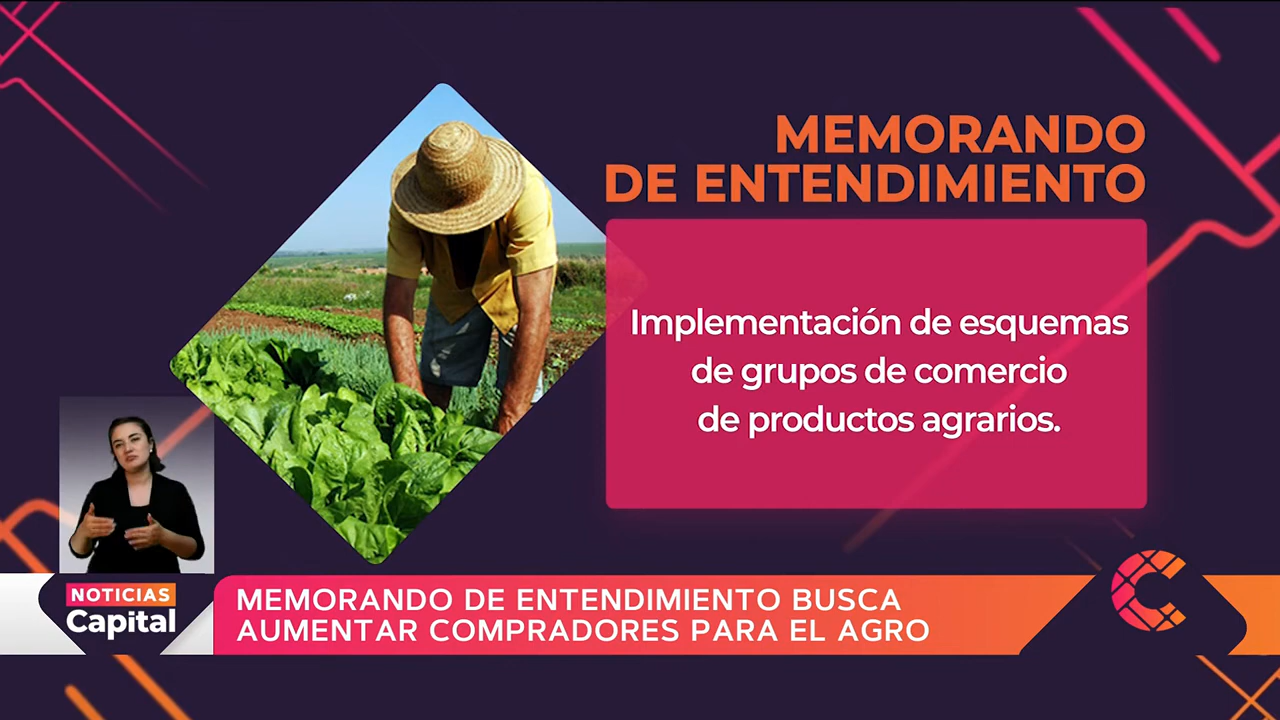 MEMORANDO
DE ENTENDIMIENTO
Implementación de esquemas
de grupos de comercio
de productos agrarios.
NOTICIAS
Capital
MEMORANDO DE ENTENDIMIENTO BUSCA
AUMENTAR COMPRADORES PARA EL AGRO